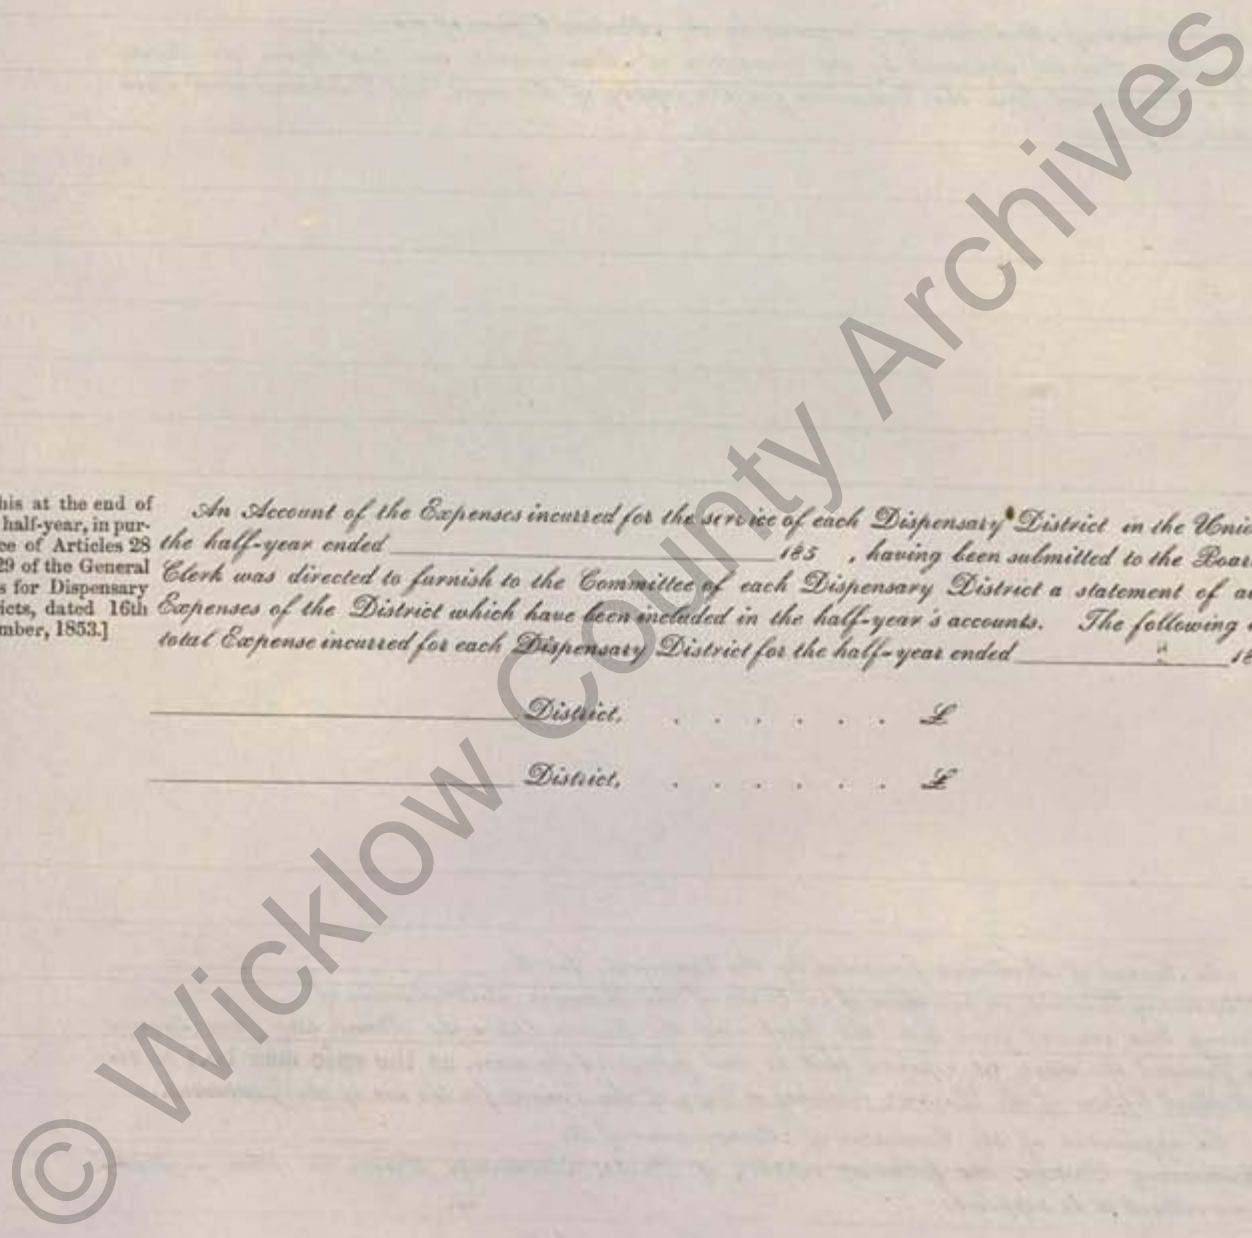 his at the end of
half-year, in pur-
ce of Articles 28
29 of the General
s for Dispensary
icts, dated 16th
mber, 1853.]
An Account of the Expenses incurred for the service of each Dispensary District in the Unio
the half-year ended 185 , having been submitted to the Boar
Clerk was directed to furnish to the Committee of each Dispensary District a statement of a
Expenses of the District which have been included in the half-year's accounts. The following
total Expense incurred for each Dispensary District for the half-year ended 18
District, . . . . . . £
District, . . . . . . £
© Wicklow County Archives